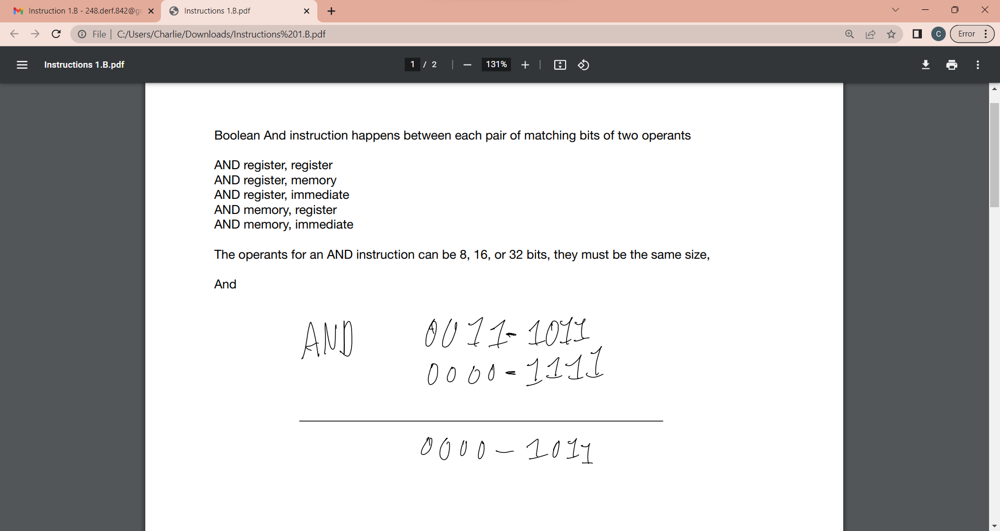 Instruction 1.B - 248.derf.842@g
Instructions 1.B.pdf
File | C:/Users/Charlie/Downloads/Instructions%201.B.pdf
C
Error
Instructions 1.B.pdf
1 / 2
131%
Boolean And instruction happens between each pair of matching bits of two operants
AND register, register
AND register, memory
AND register, immediate
AND memory, register
AND memory, immediate
The operants for an AND instruction can be 8, 16, or 32 bits, they must be the same size,
And
AND 0011-1011
0000-1111
0000-1011